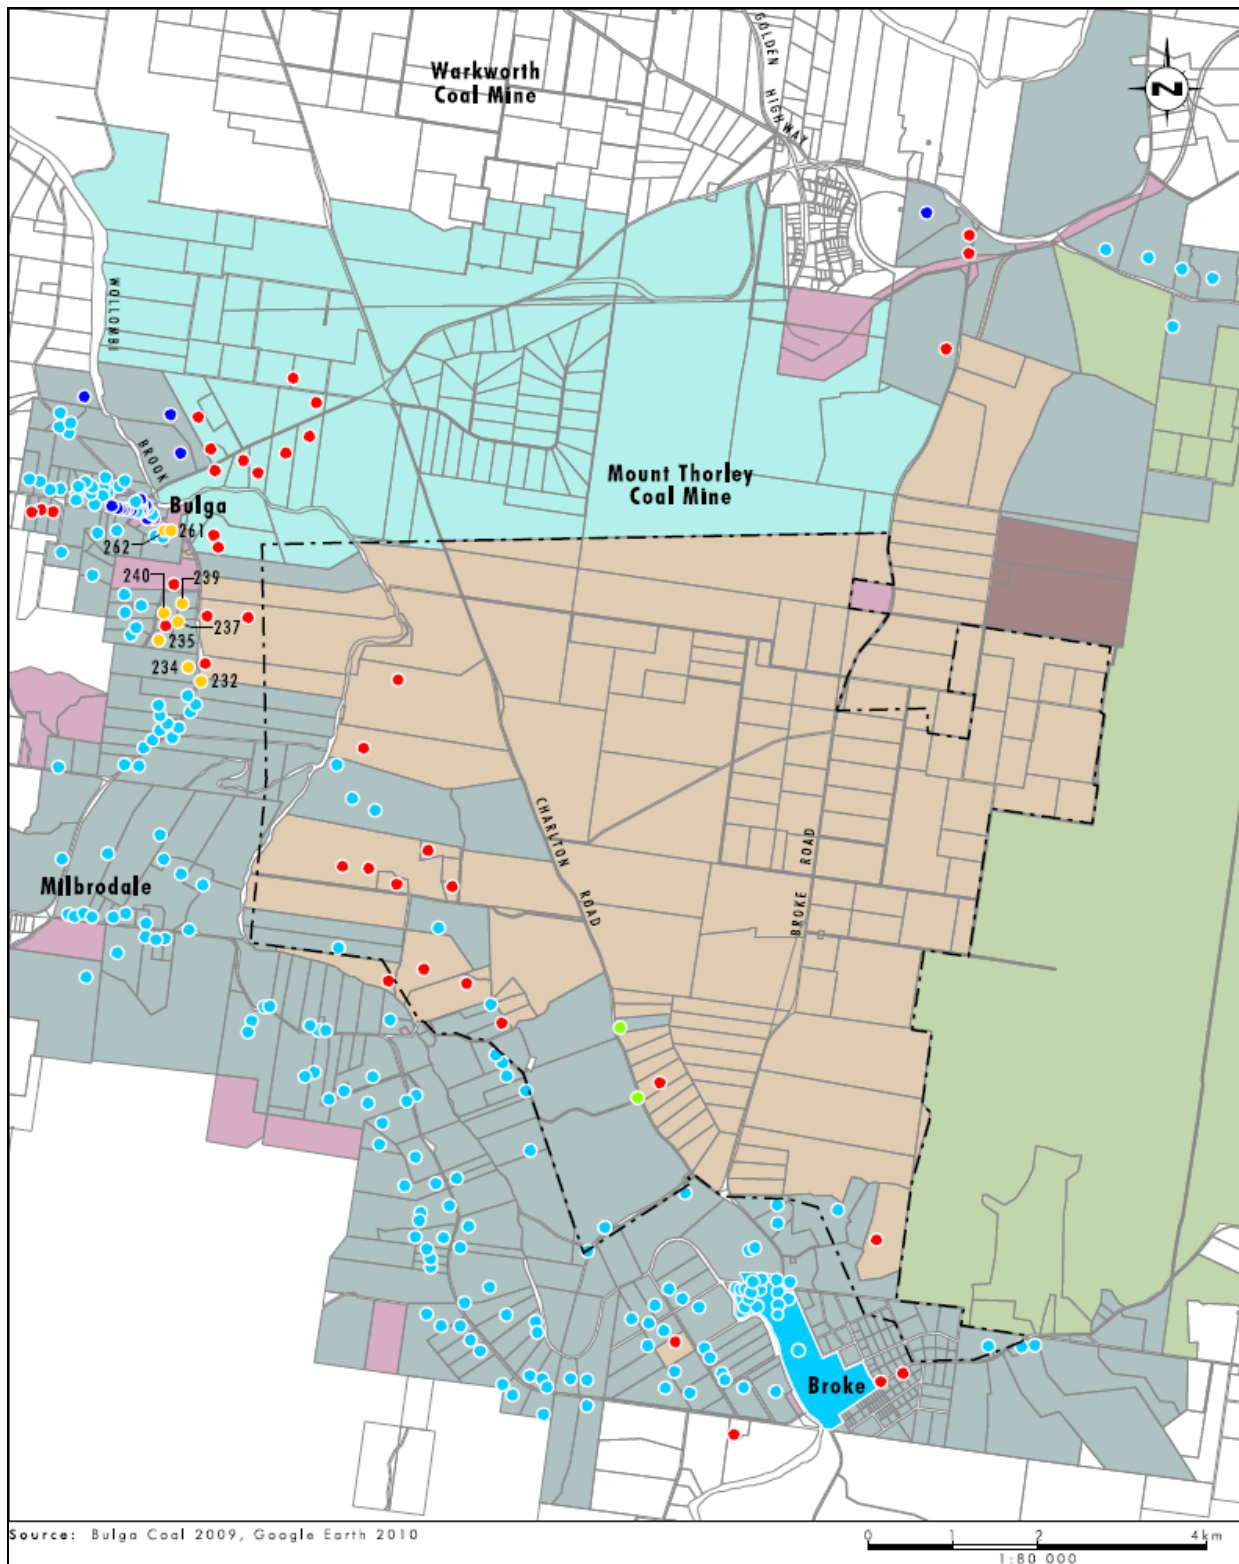 Warkworth
Coal Mine
GOLDEN HIGHWAY
N
WOLLOMBI
BROOK
Mount Thorley
Coal Mine
Bulga
261
262
240
239
237
235
234
232
CHARLTON
ROAD
BROKE ROAD
Milbrodale
Broke
Source: Bulga Coal 2009, Google Earth 2010
0 1 2 4km
1:80 000